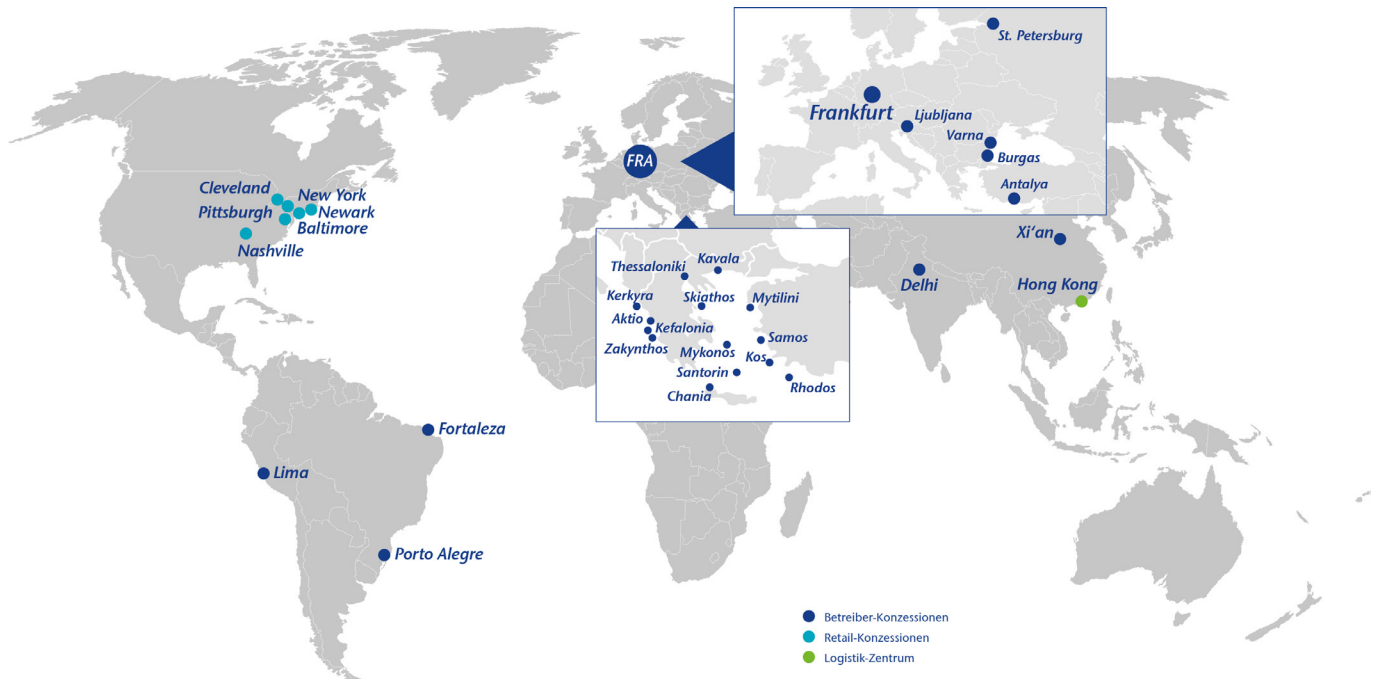 St. Petersburg
Frankfurt
Ljubljana
Varna
Burgas
Antalya
FRA
Cleveland
New York
Pittsburgh
Newark
Baltimore
Nashville
Xi‘an
Delhi
Hong Kong
Kavala
Thessaloniki
Kerkyra
Skiathos
Mytilini
Aktio
Kefalonia
Zakynthos
Mykonos
Samos
Kos
Santorin
Rhodos
Chania
Fortaleza
Lima
Porto Alegre
Betreiber-Konzessionen
Retail-Konzessionen
Logistik-Zentrum